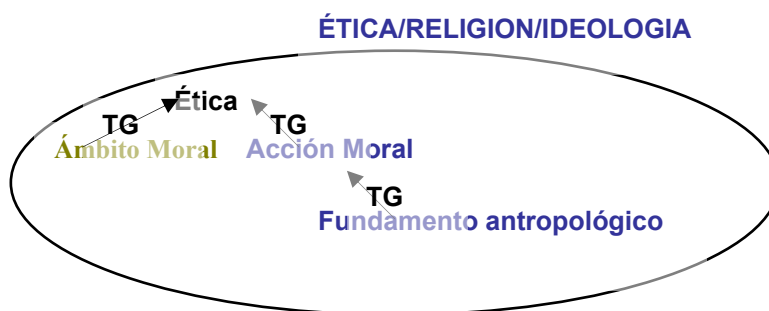 ÉTICA/RELIGION/IDEOLOGIA
Ética
TG TG
Ámbito Moral Acción Moral
TG
Fundamento antropológico